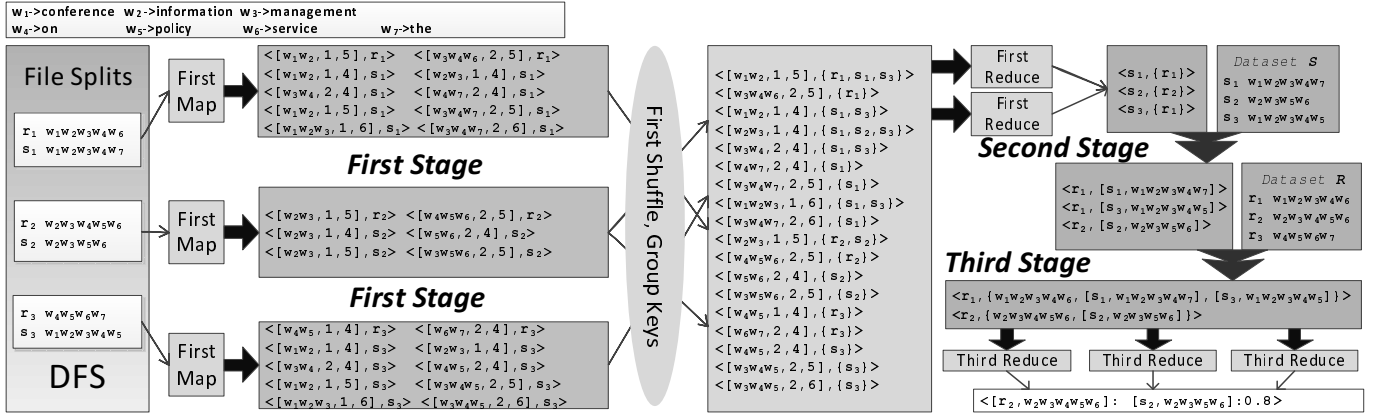 w₁->conference w₂->information w₃->management
w₄->on w₅->policy w₆->service w₇->the
File Splits
r₁ w₁w₂w₃w₄w₆
s₁ w₁w₂w₃w₄w₇
r₂ w₂w₃w₄w₅w₆
s₂ w₂w₃w₅w₆
r₃ w₄w₅w₆w₇
s₃ w₁w₂w₃w₄w₅
DFS
First Map
First Map
First Map
<[w₁w₂,1,5],r₁> <[w₃w₄w₆,2,5],r₁>
<[w₁w₂,1,4],s₁> <[w₂w₃,1,4],s₁>
<[w₃w₄,2,4],s₁> <[w₄w₇,2,4],s₁>
<[w₁w₂,1,5],s₁> <[w₃w₄w₇,2,5],s₁>
<[w₁w₂w₃,1,6],s₁> <[w₃w₄w₇,2,6],s₁>
First Stage
<[w₂w₃,1,5],r₂> <[w₄w₅w₆,2,5],r₂>
<[w₂w₃,1,4],s₂> <[w₅w₆,2,4],s₂>
<[w₂w₃,1,5],s₂> <[w₃w₅w₆,2,5],s₂>
First Stage
<[w₄w₅,1,4],r₃> <[w₆w₇,2,4],r₃>
<[w₁w₂,1,4],s₃> <[w₂w₃,1,4],s₃>
<[w₃w₄,2,4],s₃> <[w₄w₅,2,4],s₃>
<[w₁w₂,1,5],s₃> <[w₃w₄w₅,2,5],s₃>
<[w₁w₂w₃,1,6],s₃> <[w₃w₄w₅,2,6],s₃>
First Shuffle, Group Keys
<[w₁w₂,1,5],{r₁,s₁,s₃}>
<[w₃w₄w₆,2,5],{r₁}>
<[w₁w₂,1,4],{s₁,s₃}>
<[w₂w₃,1,4],{s₁,s₂,s₃}>
<[w₃w₄,2,4],{s₁,s₃}>
<[w₄w₇,2,4],{s₁}>
<[w₃w₄w₇,2,5],{s₁}>
<[w₁w₂w₃,1,6],{s₁,s₃}>
<[w₃w₄w₇,2,6],{s₁}>
<[w₂w₃,1,5],{r₂,s₂}>
<[w₄w₅w₆,2,5],{r₂}>
<[w₅w₆,2,4],{s₂}>
<[w₃w₅w₆,2,5],{s₂}>
<[w₄w₅,1,4],{r₃}>
<[w₆w₇,2,4],{r₃}>
<[w₄w₅,2,4],{s₃}>
<[w₃w₄w₅,2,5],{s₃}>
<[w₃w₄w₅,2,6],{s₃}>
First Reduce
First Reduce
<s₁,{r₁}>
<s₂,{r₂}>
<s₃,{r₁}>
Dataset S
s₁ w₁w₂w₃w₄w₇
s₂ w₂w₃w₅w₆
s₃ w₁w₂w₃w₄w₅
Second Stage
<r₁,[s₁,w₁w₂w₃w₄w₇]>
<r₁,[s₃,w₁w₂w₃w₄w₅]>
<r₂,[s₂,w₂w₃w₅w₆]>
Dataset R
r₁ w₁w₂w₃w₄w₆
r₂ w₂w₃w₄w₅w₆
r₃ w₄w₅w₆w₇
Third Stage
<r₁,{w₁w₂w₃w₄w₆,[s₁,w₁w₂w₃w₄w₇],[s₃,w₁w₂w₃w₄w₅]}>
<r₂,{w₂w₃w₄w₅w₆,[s₂,w₂w₃w₅w₆]}>
Third Reduce
Third Reduce
Third Reduce
<[r₂,w₂w₃w₄w₅w₆]: [s₂,w₂w₃w₅w₆]:0.8>